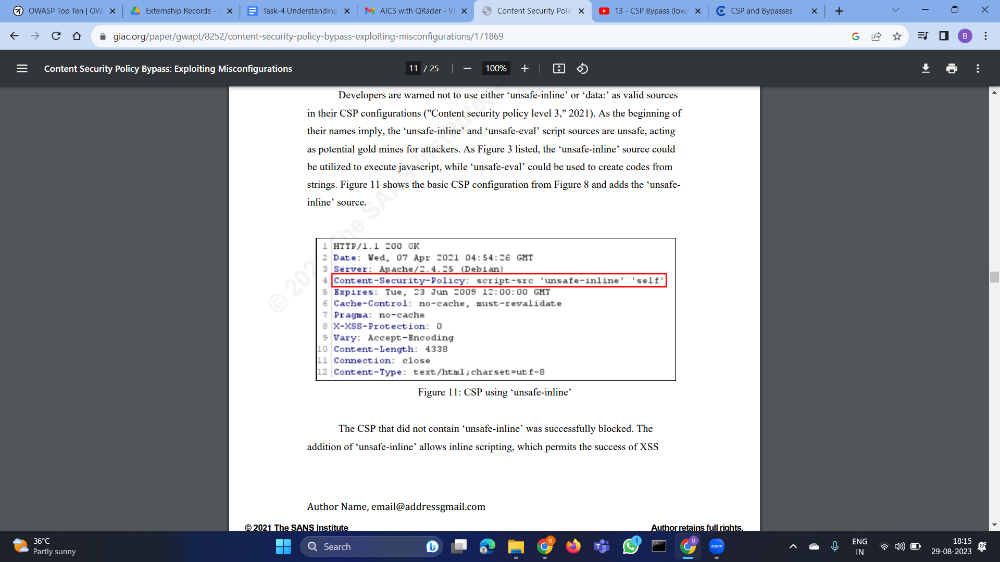 OWASP Top Ten | OW
Externship Records -
Task-4 Understanding
AICS with QRader - VI
Content Security Polic
13 - CSP Bypass (low/
CSP and Bypasses
giac.org/paper/gwapt/8252/content-security-policy-bypass-exploiting-misconfigurations/171869
B
Content Security Policy Bypass: Exploiting Misconfigurations
11 / 25
100%
Developers are warned not to use either ‘unsafe-inline’ or ‘data:’ as valid sources
in their CSP configurations ("Content security policy level 3," 2021). As the beginning of
their names imply, the ‘unsafe-inline’ and ‘unsafe-eval’ script sources are unsafe, acting
as potential gold mines for attackers. As Figure 3 listed, the ‘unsafe-inline’ source could
be utilized to execute javascript, while ‘unsafe-eval’ could be used to create codes from
strings. Figure 11 shows the basic CSP configuration from Figure 8 and adds the ‘unsafe-
inline’ source.
1 HTTP/1.1 200 OK
2 Date: Wed, 07 Apr 2021 04:54:26 GMT
3 Server: Apache/2.4.25 (Debian)
4 Content-Security-Policy: script-src 'unsafe-inline' 'self'
5 Expires: Tue, 23 Jun 2009 12:00:00 GMT
6 Cache-Control: no-cache, must-revalidate
7 Pragma: no-cache
8 X-XSS-Protection: 0
9 Vary: Accept-Encoding
10 Content-Length: 4338
11 Connection: close
12 Content-Type: text/html;charset=utf-8
Figure 11: CSP using ‘unsafe-inline’
The CSP that did not contain ‘unsafe-inline’ was successfully blocked. The
addition of ‘unsafe-inline’ allows inline scripting, which permits the success of XSS
Author Name, email@addressgmail.com
© 2021 The SANS Institute
Author retains full rights.
36°C
Partly sunny
Search
B
1
B
zoom
ENG
IN
18:15
29-08-2023